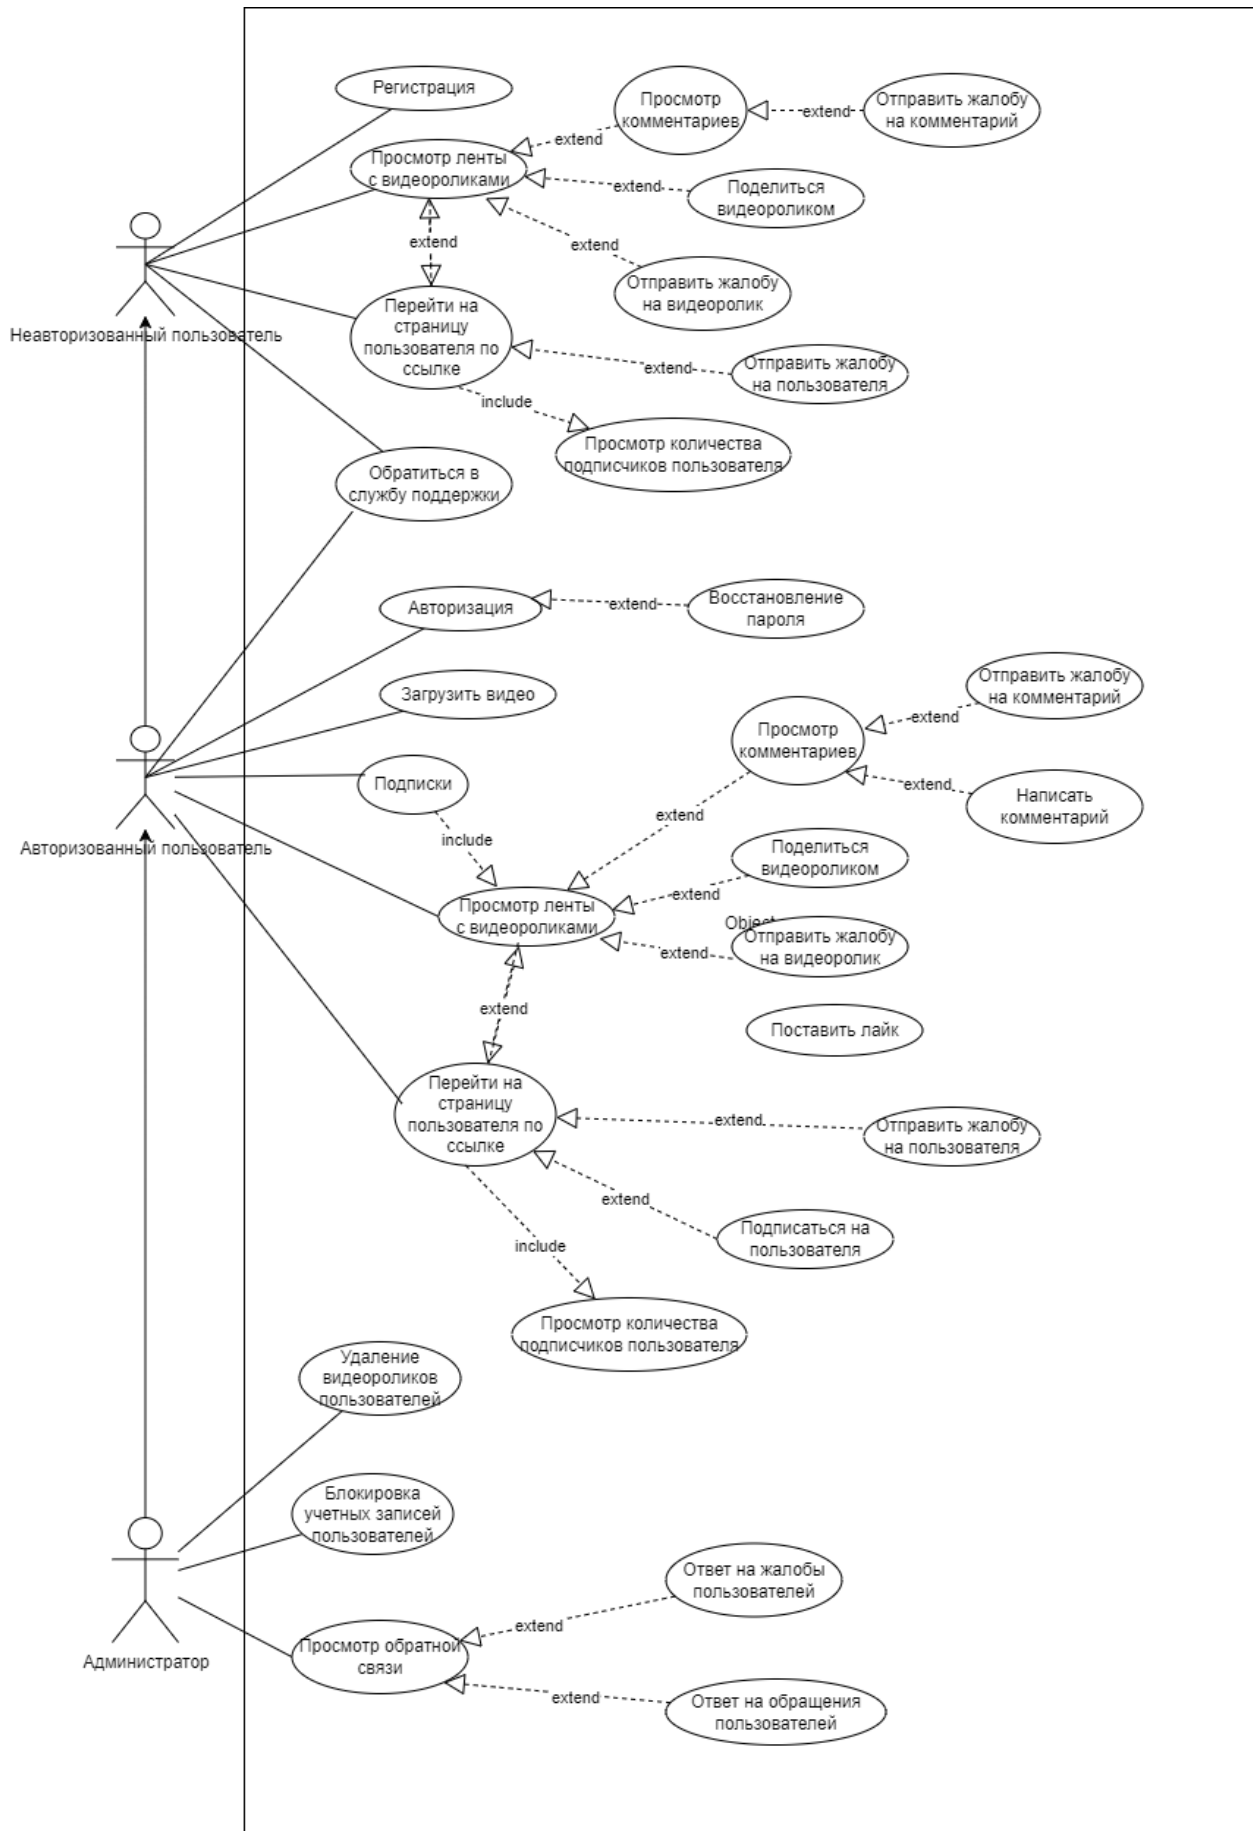 Регистрация
Просмотр
комментариев
extend
Отправить жалобу
на комментарий
extend
Просмотр ленты
с видеороликами
extend
Поделиться
видеороликом
extend
extend
Отправить жалобу
на видеоролик
Неавторизованный пользователь
Перейти на
страницу
пользователя по
ссылке
extend
Отправить жалобу
на пользователя
include
Просмотр количества
подписчиков пользователя
Обратиться в
службу поддержки
Авторизация
extend
Восстановление
пароля
Загрузить видео
Отправить жалобу
на комментарий
extend
Просмотр
комментариев
extend
Написать
комментарий
Подписки
include
extend
Авторизованный пользователь
Поделиться
видеороликом
extend
Просмотр ленты
с видеороликами
Object
Отправить жалобу
на видеоролик
extend
extend
Поставить лайк
Перейти на
страницу
пользователя по
ссылке
extend
Отправить жалобу
на пользователя
extend
Подписаться на
пользователя
include
Просмотр количества
подписчиков пользователя
Удаление
видеороликов
пользователей
Блокировка
учетных записей
пользователей
Ответ на жалобы
пользователей
extend
Просмотр обратной
связи
Администратор
extend
Ответ на обращения
пользователей